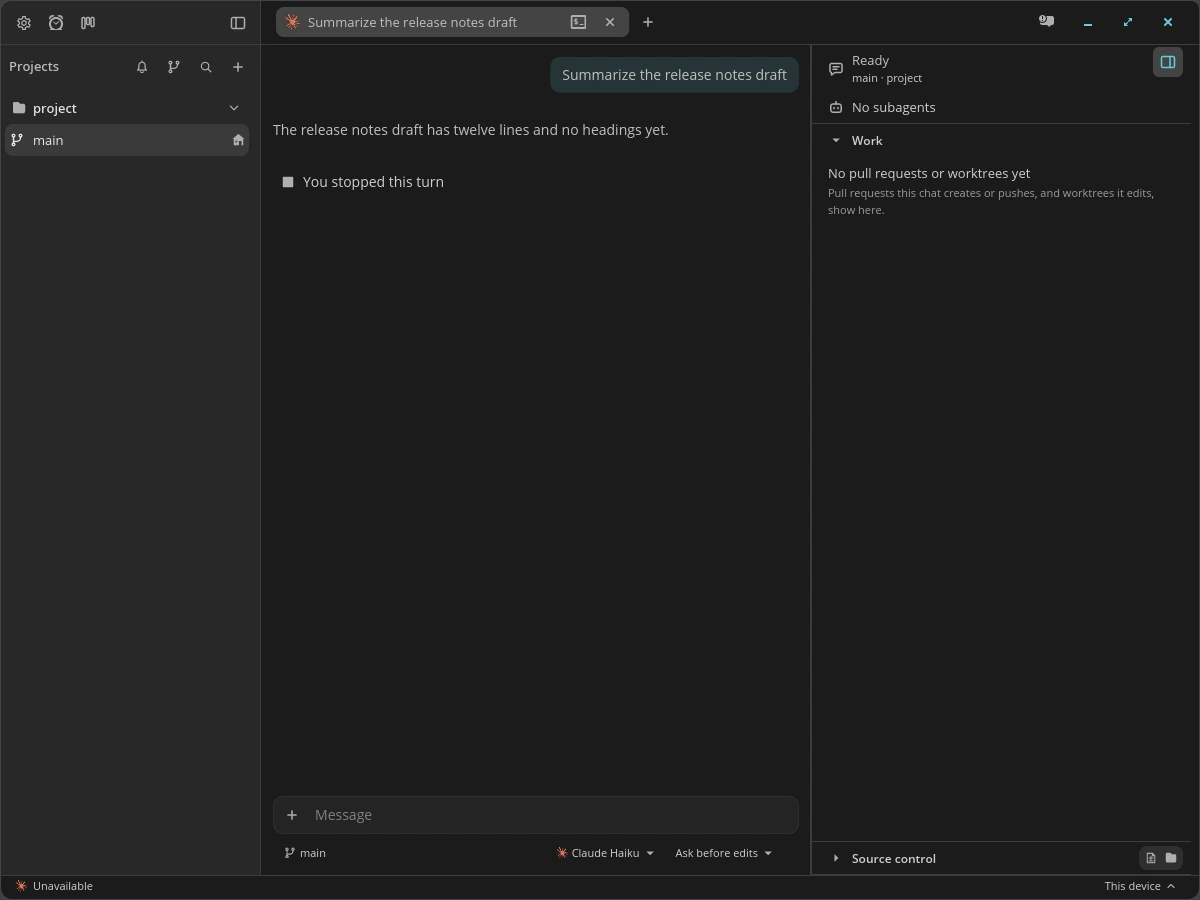 Summarize the release notes draft
Projects
project
main
Summarize the release notes draft
The release notes draft has twelve lines and no headings yet.
You stopped this turn
Message
main
Claude Haiku
Ask before edits
Ready
main · project
No subagents
Work
No pull requests or worktrees yet
Pull requests this chat creates or pushes, and worktrees it edits,
show here.
Source control
Unavailable
This device